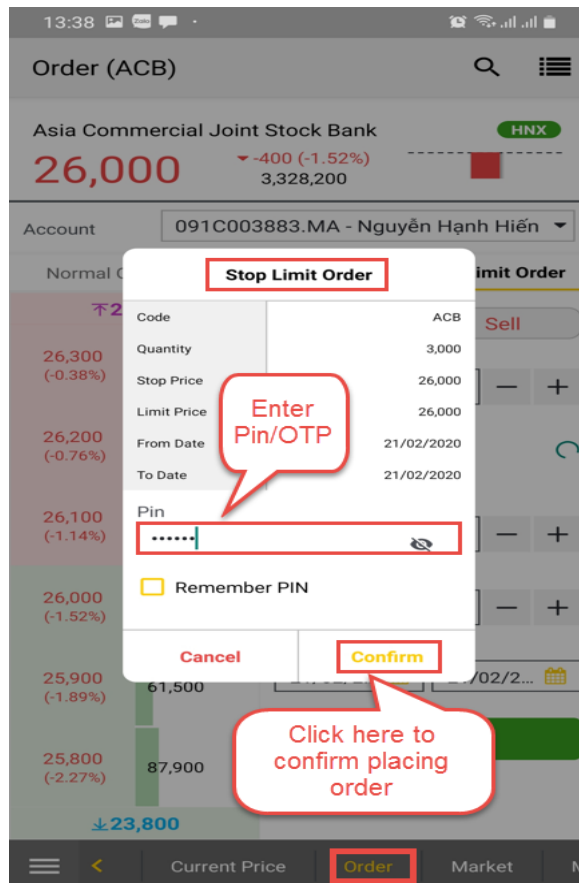 13:38
Order (ACB)
Asia Commercial Joint Stock Bank
HNX
26,000
-400 (-1.52%)
3,328,200
Account
091C003883.MA - Nguyễn Hạnh Hiến
Normal
imit Order
Stop Limit Order
Sell
Code ACB
Quantity 3,000
Stop Price 26,000
Limit Price 26,000
From Date 21/02/2020
To Date 21/02/2020
Enter
Pin/OTP
Pin
••••••
Remember PIN
Cancel
Confirm
26,300
(-0.38%)
26,200
(-0.76%)
26,100
(-1.14%)
26,000
(-1.52%)
25,900
(-1.89%)
61,500
/02/2...
25,800
(-2.27%)
87,900
23,800
Click here to
confirm placing
order
Current Price
Order
Market